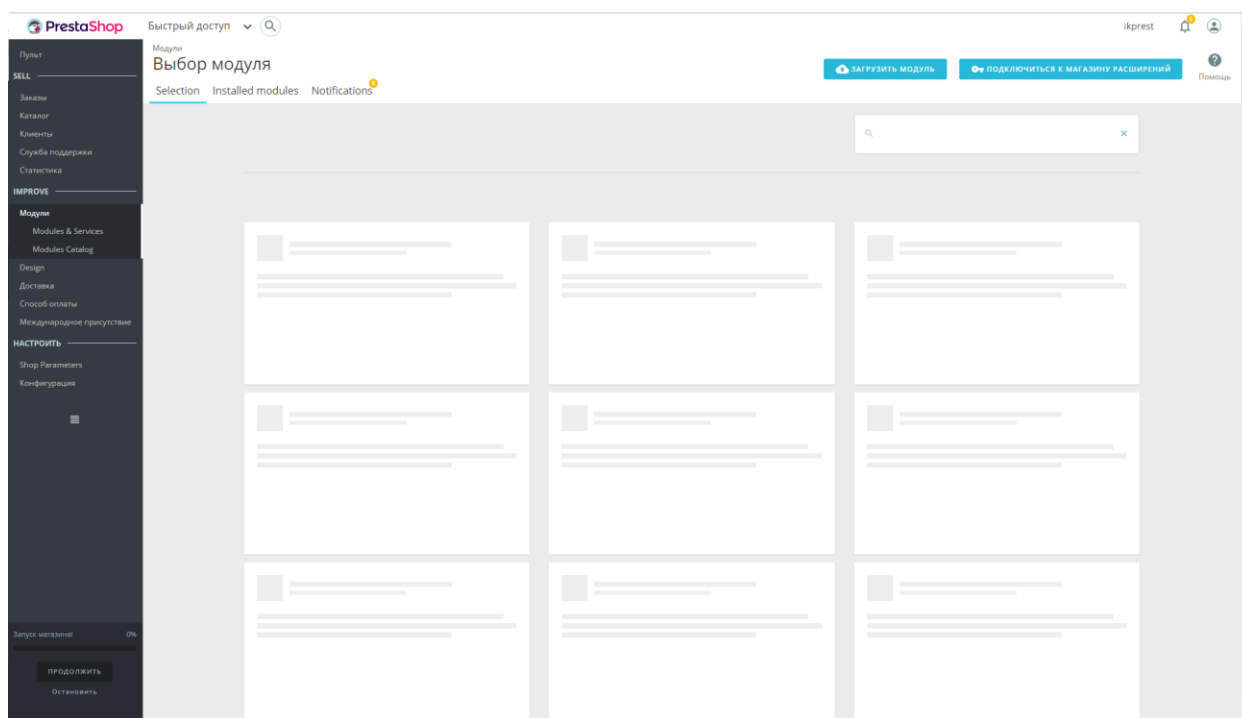 PrestaShop
Быстрый доступ
ikprest
Пульт
SELL
Заказы
Каталог
Клиенты
Служба поддержки
Статистика
IMPROVE
Модули
Modules & Services
Modules Catalog
Design
Доставка
Способ оплаты
Международное присутствие
НАСТРОИТЬ
Shop Parameters
Конфигурация
Запуск магазина! 0%
ПРОДОЛЖИТЬ
Остановить
Модули
Выбор модуля
ЗАГРУЗИТЬ МОДУЛЬ
ПОДКЛЮЧИТЬСЯ К МАГАЗИНУ РАСШИРЕНИЙ
Помощь
Selection Installed modules Notifications